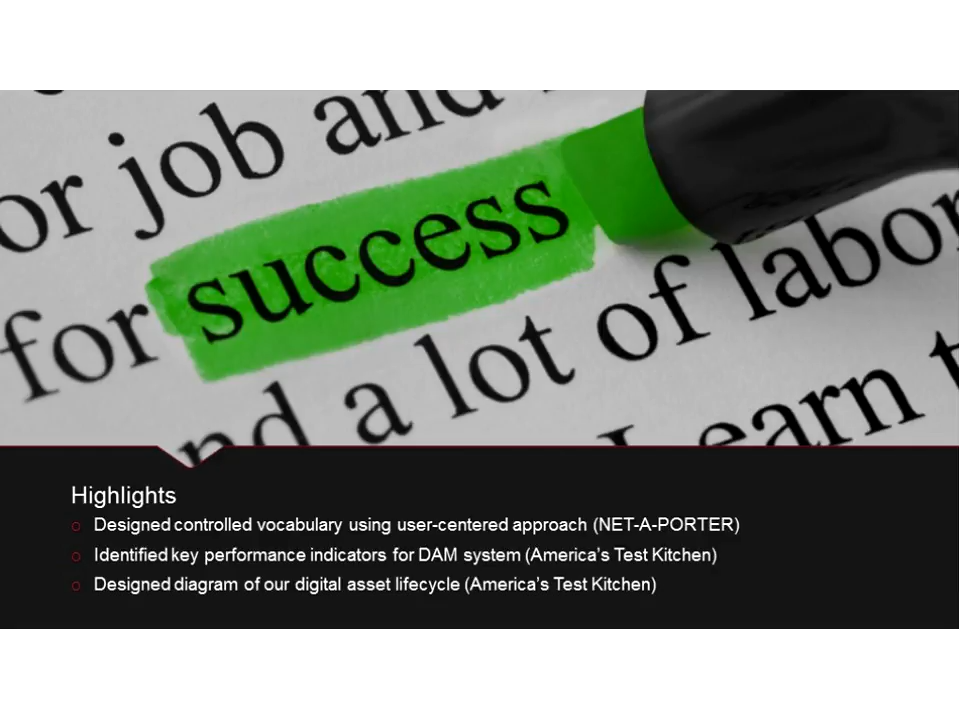 or job and
for success
nd a lot of labor
Learn t
Highlights
o Designed controlled vocabulary using user-centered approach (NET-A-PORTER)
o Identified key performance indicators for DAM system (America's Test Kitchen)
o Designed diagram of our digital asset lifecycle (America's Test Kitchen)